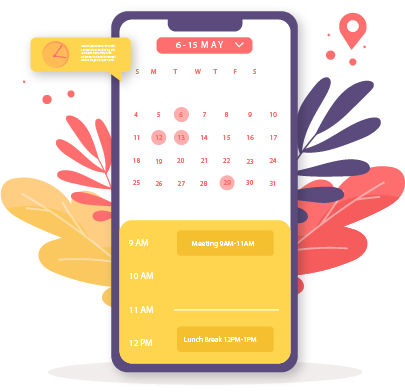 6-15 MAY
S M T W T F S
4 5 6 7 8 9 10
11 12 13 14 15 16 17
18 19 20 21 22 23 24
25 26 27 28 29 30 31
9 AM Meeting 9AM-11AM
10 AM
11 AM
12 PM Lunch Break 12PM-1PM